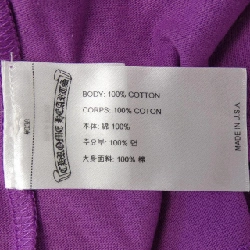 BODY: 100% COTTON
CORPS: 100% COTON
本体: 綿 100%
주요부: 100% 면
大身面料: 100% 棉
CHROME HEARTS
MADE IN U.S.A